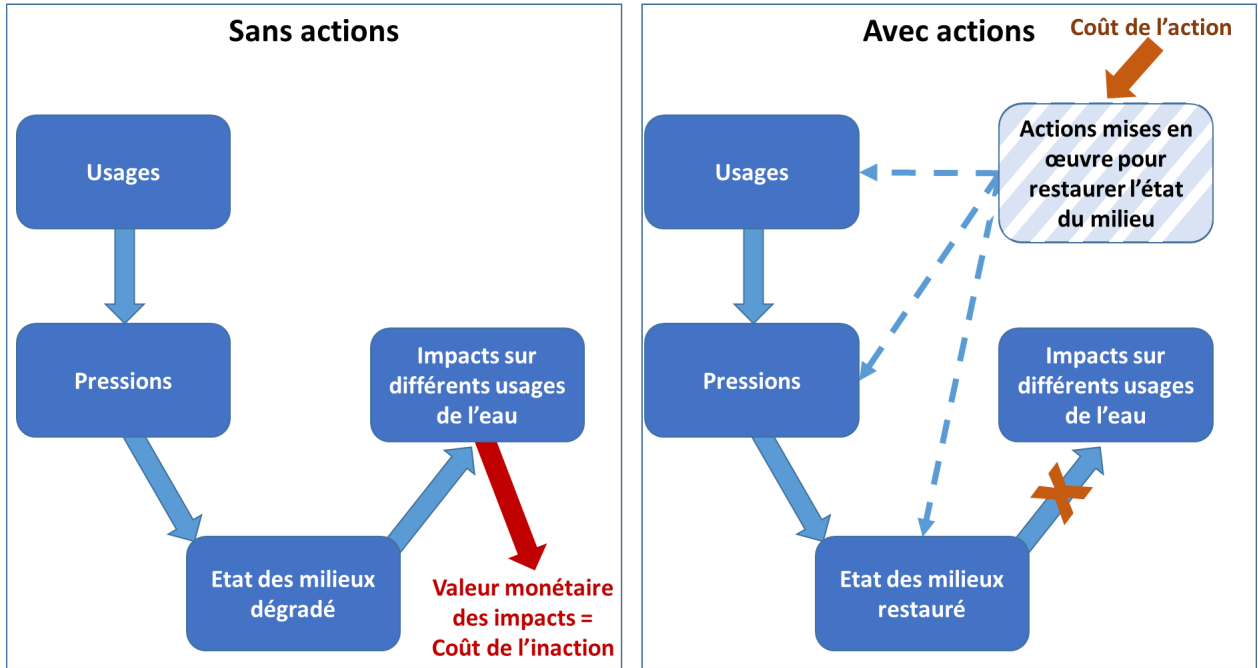 Sans actions
Usages
Pressions
Impacts sur
différents usages
de l'eau
Etat des milieux
dégradé
Valeur monétaire
des impacts =
Coût de l'inaction
Avec actions
Coût de l'action
Actions mises en
œuvre pour
restaurer l'état
du milieu
Usages
Pressions
Impacts sur
différents usages
de l'eau
Etat des milieux
restauré